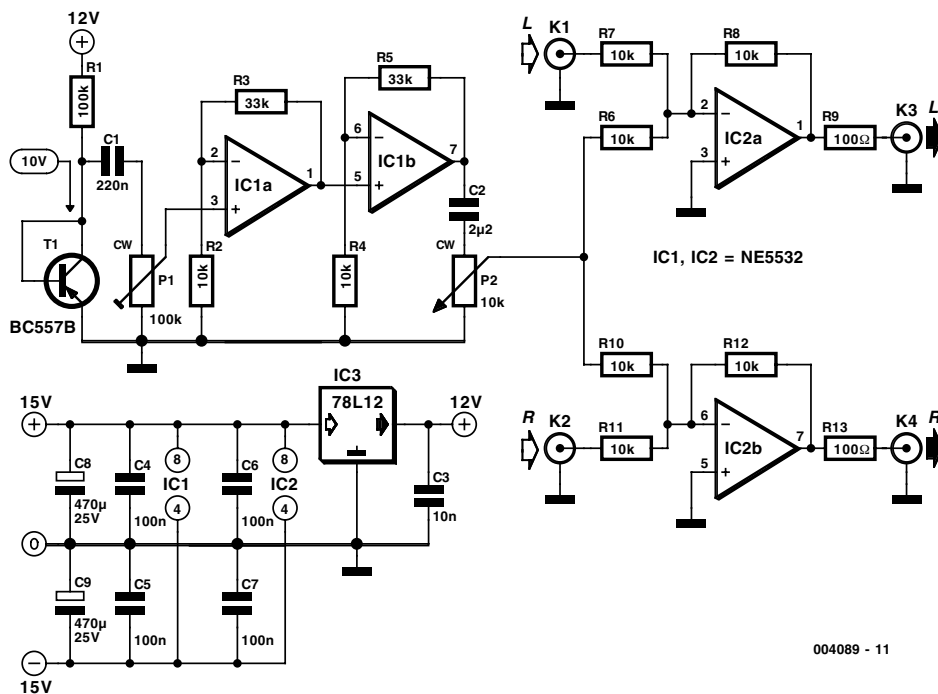 12V
R1
100k
10V
C1
220n
T1
BC557B
CW
P1
100k
R3
33k
2
3
1
IC1a
R2
10k
R5
33k
6
5
7
IC1b
R4
10k
C2
2µ2
CW
P2
10k
L
K1
R7
10k
R8
10k
R6
10k
2
3
1
IC2a
R9
100Ω
K3
L
IC1, IC2 = NE5532
R10
10k
R12
10k
R
K2
R11
10k
6
5
7
IC2b
R13
100Ω
K4
R
15V
C8
470µ
25V
C4
100n
8
IC1
4
C6
100n
8
IC2
4
IC3
78L12
12V
C3
10n
0
C9
470µ
25V
C5
100n
C7
100n
15V
004089 - 11